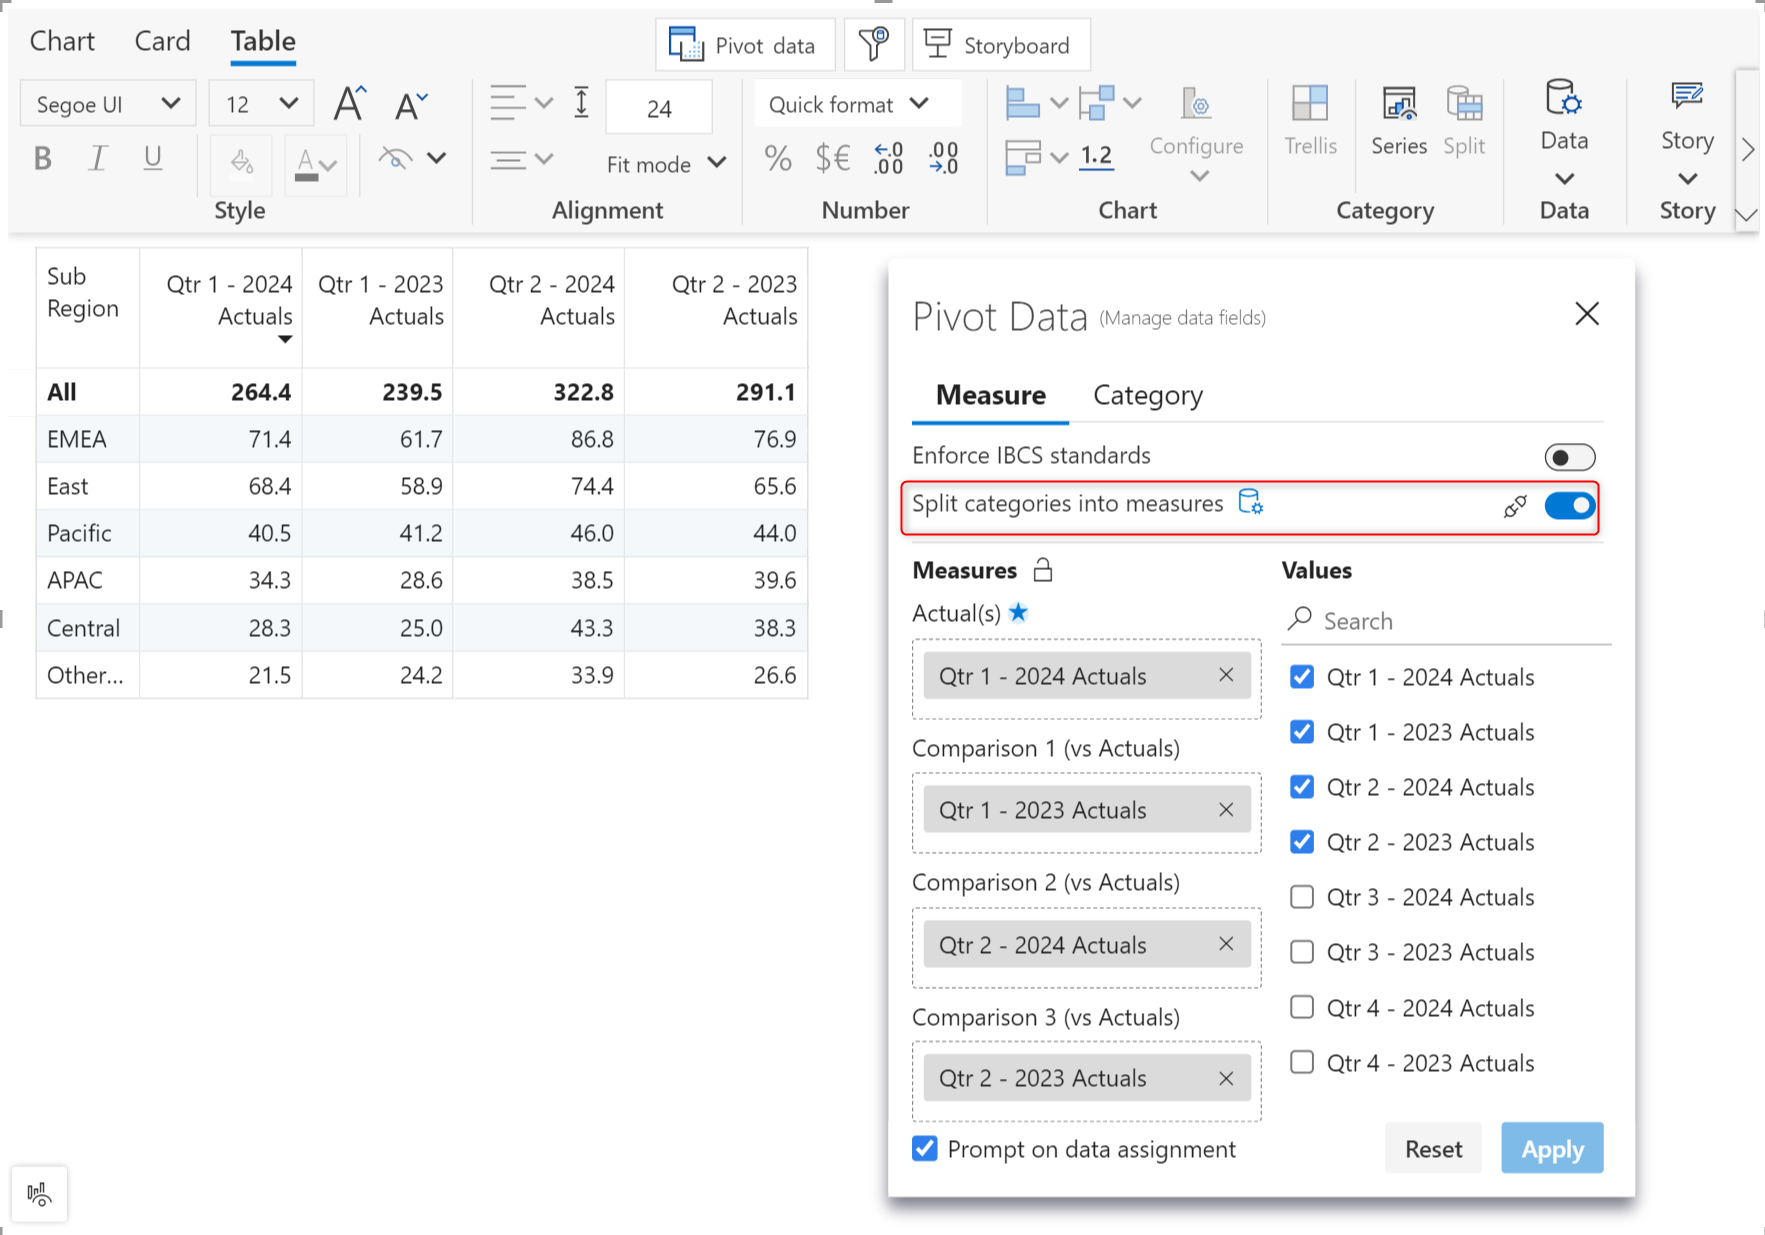 Chart Card Table
Pivot data Storyboard
Segoe UI 12 A A 24 Quick format 1.2 Configure Trellis Series Split Data Story
B I U A Fit mode % $€ .0 .00 .00 .0
Style Alignment Number Chart Category Data Story
Sub Region Qtr 1 - 2024 Actuals Qtr 1 - 2023 Actuals Qtr 2 - 2024 Actuals Qtr 2 - 2023 Actuals
All 264.4 239.5 322.8 291.1
EMEA 71.4 61.7 86.8 76.9
East 68.4 58.9 74.4 65.6
Pacific 40.5 41.2 46.0 44.0
APAC 34.3 28.6 38.5 39.6
Central 28.3 25.0 43.3 38.3
Other... 21.5 24.2 33.9 26.6
Pivot Data (Manage data fields)
Measure Category
Enforce IBCS standards
Split categories into measures
Measures
Actual(s)
Qtr 1 - 2024 Actuals
Comparison 1 (vs Actuals)
Qtr 1 - 2023 Actuals
Comparison 2 (vs Actuals)
Qtr 2 - 2024 Actuals
Comparison 3 (vs Actuals)
Qtr 2 - 2023 Actuals
Prompt on data assignment
Values
Search
Qtr 1 - 2024 Actuals
Qtr 1 - 2023 Actuals
Qtr 2 - 2024 Actuals
Qtr 2 - 2023 Actuals
Qtr 3 - 2024 Actuals
Qtr 3 - 2023 Actuals
Qtr 4 - 2024 Actuals
Qtr 4 - 2023 Actuals
Reset Apply